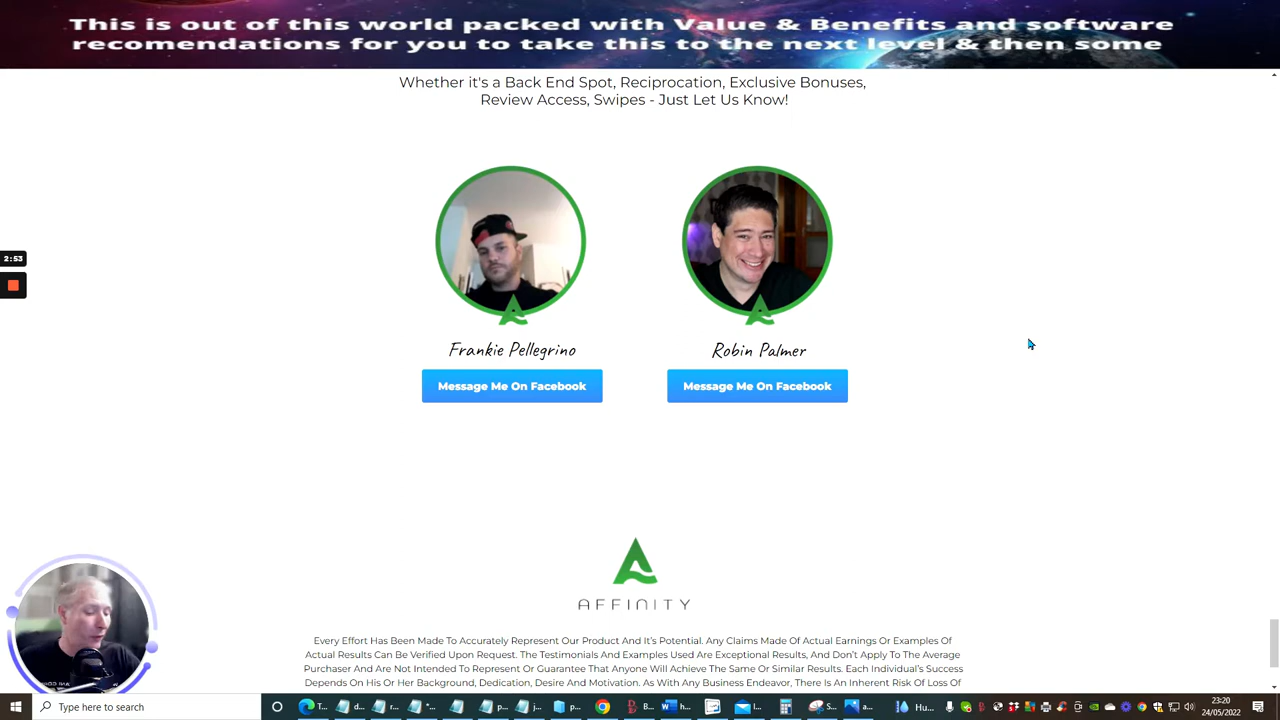 This is out of this world packed with Value & Benefits and software
recomendations for you to take this to the next level & then some
Whether it's a Back End Spot, Reciprocation, Exclusive Bonuses,
Review Access, Swipes - Just Let Us Know!
2:53
Frankie Pellegrino
Robin Palmer
Message Me On Facebook
Message Me On Facebook
AFFINITY
Every Effort Has Been Made To Accurately Represent Our Product And It's Potential. Any Claims Made Of Actual Earnings Or Examples Of
Actual Results Can Be Verified Upon Request. The Testimonials And Examples Used Are Exceptional Results, And Don't Apply To The Average
Purchaser And Are Not Intended To Represent Or Guarantee That Anyone Will Achieve The Same Or Similar Results. Each Individual's Success
Depends On His Or Her Background, Dedication, Desire And Motivation. As With Any Business Endeavor, There Is An Inherent Risk Of Loss Of
Type here to search
T...
d...
d...
"...
N...
p...
j...
p...
h...
In...
S...
a...
Hu...
23:20
24/05/2022